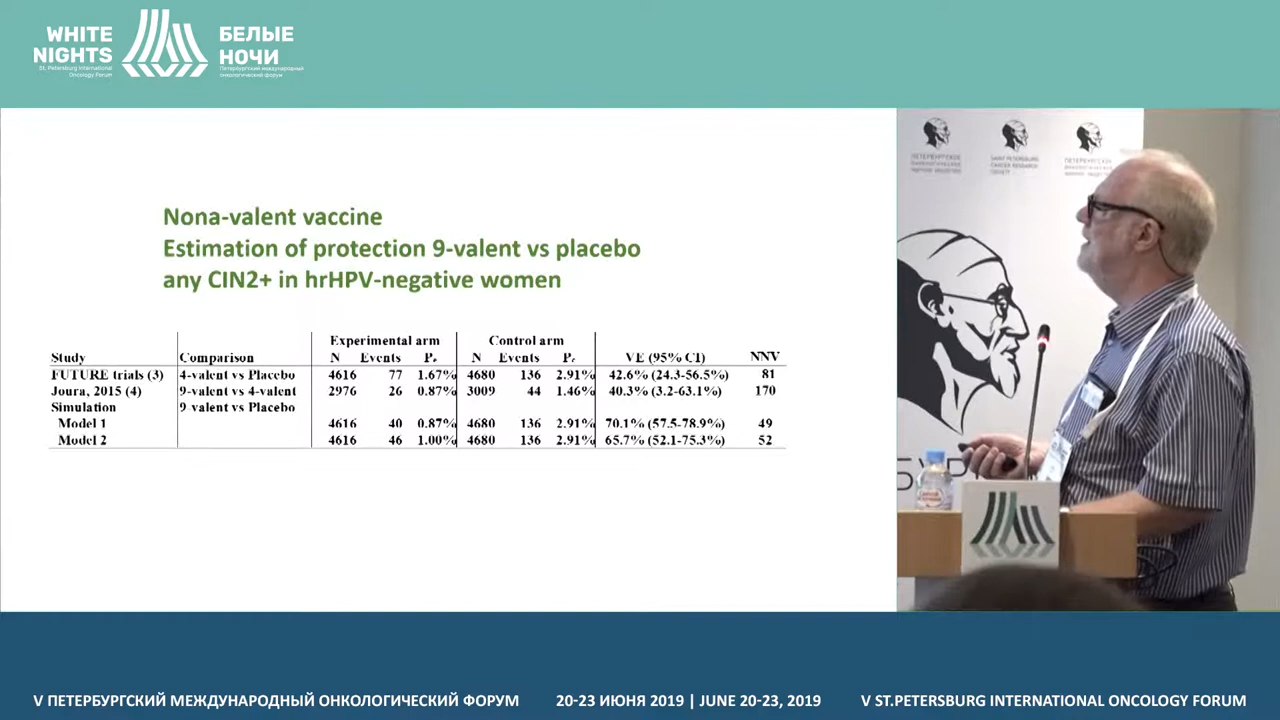 WHITE
NIGHTS
St. Petersburg International
Oncology Forum
БЕЛЫЕ
НОЧИ
Петербургский международный
онкологический форум
Nona-valent vaccine
Estimation of protection 9-valent vs placebo
any CIN2+ in hrHPV-negative women
Experimental arm Control arm
Study Comparison N Events Pe N Events Pc VE (95% CI) NNV
FUTURE trials (3) 4-valent vs Placebo 4616 77 1.67% 4680 136 2.91% 42.6% (24.3-56.5%) 81
Joura, 2015 (4) 9-valent vs 4-valent 2976 26 0.87% 3009 44 1.46% 40.3% (3.2-63.1%) 170
Simulation 9-valent vs Placebo
Model 1 4616 40 0.87% 4680 136 2.91% 70.1% (57.5-78.9%) 49
Model 2 4616 46 1.00% 4680 136 2.91% 65.7% (52.1-75.3%) 52
ПЕТЕРБУРГСКОЕ
SAINT PETERSBURG
CANCER RESEARCH
SOCIETY
ПЕТЕРБУРГСКОЕ
V ПЕТЕРБУРГСКИЙ МЕЖДУНАРОДНЫЙ ОНКОЛОГИЧЕСКИЙ ФОРУМ 20-23 ИЮНЯ 2019 | JUNE 20-23, 2019 V ST.PETERSBURG INTERNATIONAL ONCOLOGY FORUM